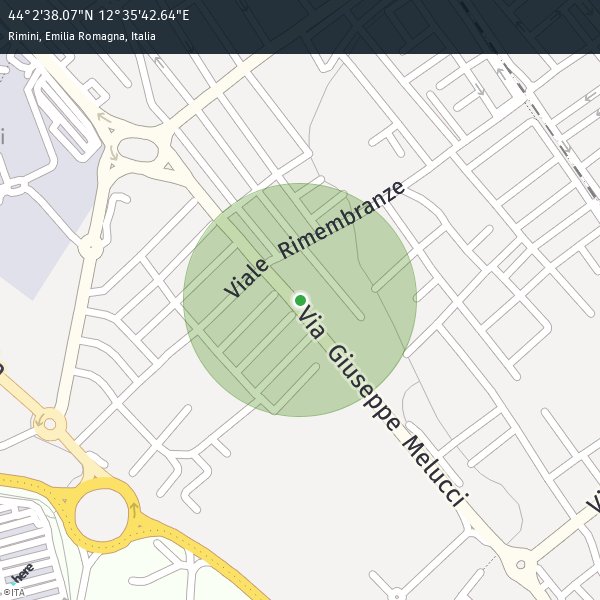 44°2'38.07"N 12°35'42.64"E
Rimini, Emilia Romagna, Italia
i
Viale Rimembranze
Via Giuseppe Melucci
Vi
here
©ITA